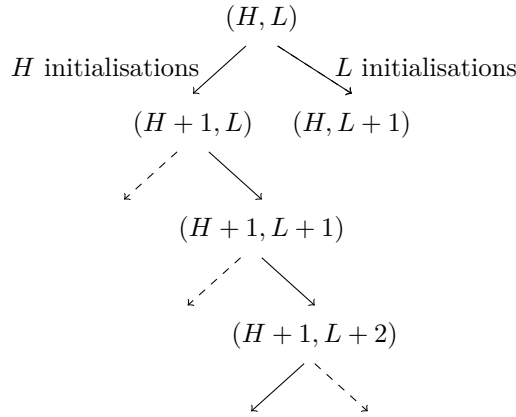 (H, L)
H initialisations
L initialisations
(H + 1, L)
(H, L + 1)
(H + 1, L + 1)
(H + 1, L + 2)